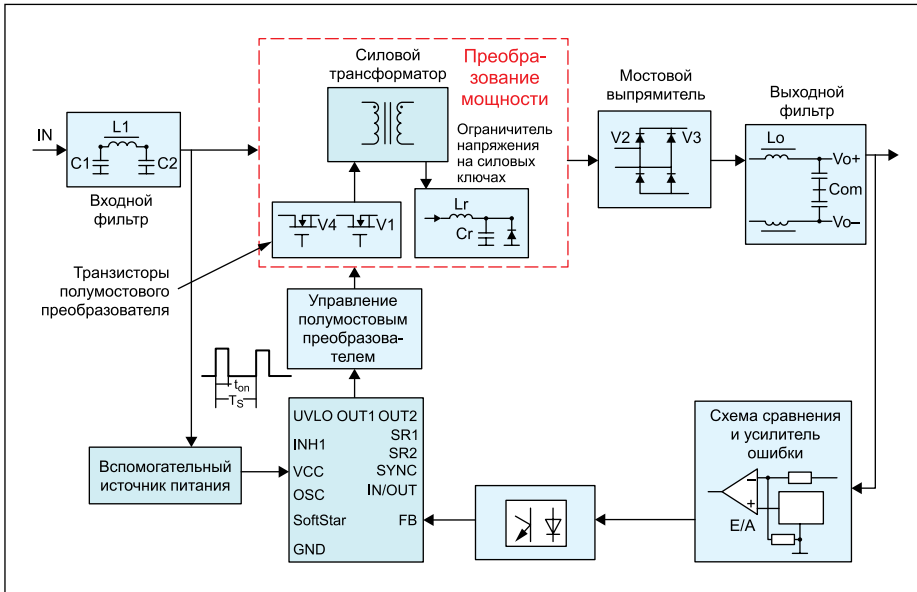 Силовой
трансформатор
Преобра-
зование
мощности
Мостовой
выпрямитель
Выходной
фильтр
IN
L1
C1
C2
Входной
фильтр
Ограничитель
напряжения
на силовых
ключах
V2
V3
Lo
Vo+
Com
Vo–
V4
V1
Lr
Cr
Транзисторы
полумостового
преобразователя
Управление
полумостовым
преобразова-
телем
ton
TS
UVLO OUT1 OUT2
SR1
INH1
SR2
VCC
SYNC
OSC
IN/OUT
SoftStar
FB
GND
Вспомогательный
источник питания
Схема сравнения
и усилитель
ошибки
–
+
E/A